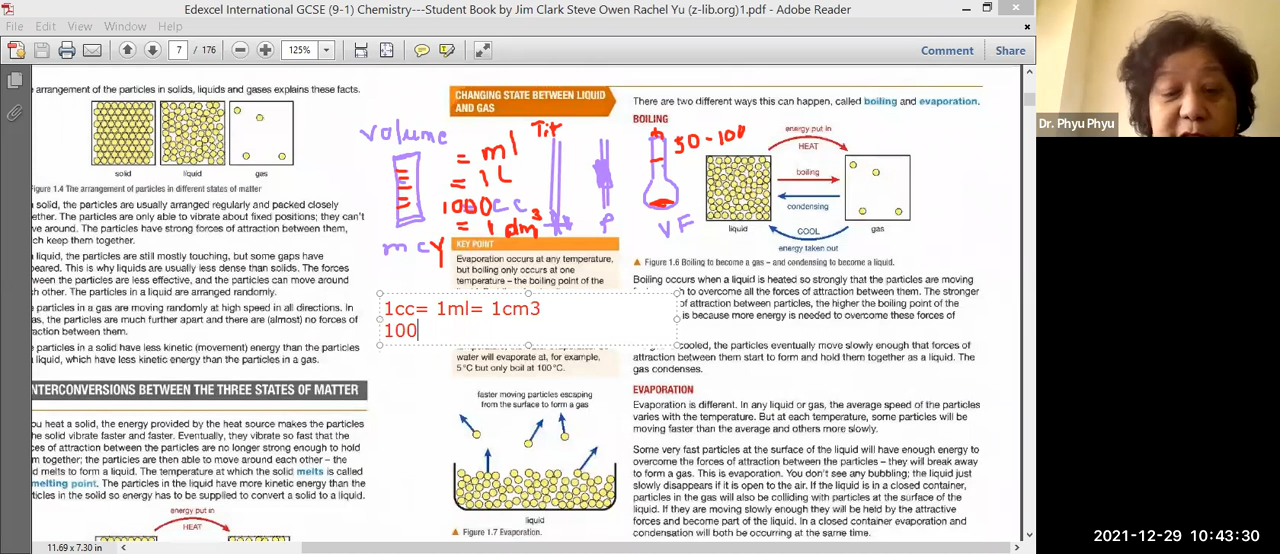 Edexcel International GCSE (9-1) Chemistry---Student Book by Jim Clark Steve Owen Rachel Yu (z-lib.org)1.pdf - Adobe Reader
File Edit View Window Help
7 / 176
125%
Comment
Share
arrangement of the particles in solids, liquids and gases explains these facts.
solid liquid gas
Figure 1.4 The arrangement of particles in different states of matter
solid, the particles are usually arranged regularly and packed closely
ether. The particles are only able to vibrate about fixed positions; they can't
ve around. The particles have strong forces of attraction between them,
ch keep them together.
liquid, the particles are still mostly touching, but some gaps have
peared. This is why liquids are usually less dense than solids. The forces
ween the particles are less effective, and the particles can move around
ch other. The particles in a liquid are arranged randomly.
particles in a gas are moving randomly at high speed in all directions. In
as, the particles are much further apart and there are (almost) no forces of
action between them.
particles in a solid have less kinetic (movement) energy than the particles
liquid, which have less kinetic energy than the particles in a gas.
NTERCONVERSIONS BETWEEN THE THREE STATES OF MATTER
ou heat a solid, the energy provided by the heat source makes the particles
the solid vibrate faster and faster. Eventually, they vibrate so fast that the
ces of attraction between the particles are no longer strong enough to hold
m together; the particles are then able to move around each other – the
d melts to form a liquid. The temperature at which the solid melts is called
melting point. The particles in the liquid have more kinetic energy than the
ticles in the solid so energy has to be supplied to convert a solid to a liquid.
energy put in
HEAT
11.69 x 7.30 in
CHANGING STATE BETWEEN LIQUID
AND GAS
volume
= ml
= 1L
1000cc
= 1 dm3
mcy
Tit
P
50-100
VF
KEY POINT
Evaporation occurs at any temperature,
but boiling only occurs at one
temperature – the boiling point of the
1cc= 1ml= 1cm3
100
water will evaporate at, for example,
5 °C but only boil at 100 °C.
faster moving particles escaping
from the surface to form a gas
liquid
Figure 1.7 Evaporation.
There are two different ways this can happen, called boiling and evaporation.
BOILING
energy put in
HEAT
boiling
condensing
COOL
energy taken out
liquid gas
Figure 1.6 Boiling to become a gas – and condensing to become a liquid.
Boiling occurs when a liquid is heated so strongly that the particles are moving
to overcome all the forces of attraction between them. The stronger
of attraction between particles, the higher the boiling point of the
is because more energy is needed to overcome these forces of
cooled, the particles eventually move slowly enough that forces of
attraction between them start to form and hold them together as a liquid. The
gas condenses.
EVAPORATION
Evaporation is different. In any liquid or gas, the average speed of the particles
varies with the temperature. But at each temperature, some particles will be
moving faster than the average and others more slowly.
Some very fast particles at the surface of the liquid will have enough energy to
overcome the forces of attraction between the particles – they will break away
to form a gas. This is evaporation. You don't see any bubbling; the liquid just
slowly disappears if it is open to the air. If the liquid is in a closed container,
particles in the gas will also be colliding with particles at the surface of the
liquid. If they are moving slowly enough they will be held by the attractive
forces and become part of the liquid. In a closed container evaporation and
condensation will both be occurring at the same time.
Dr. Phyu Phyu
2021-12-29 10:43:30